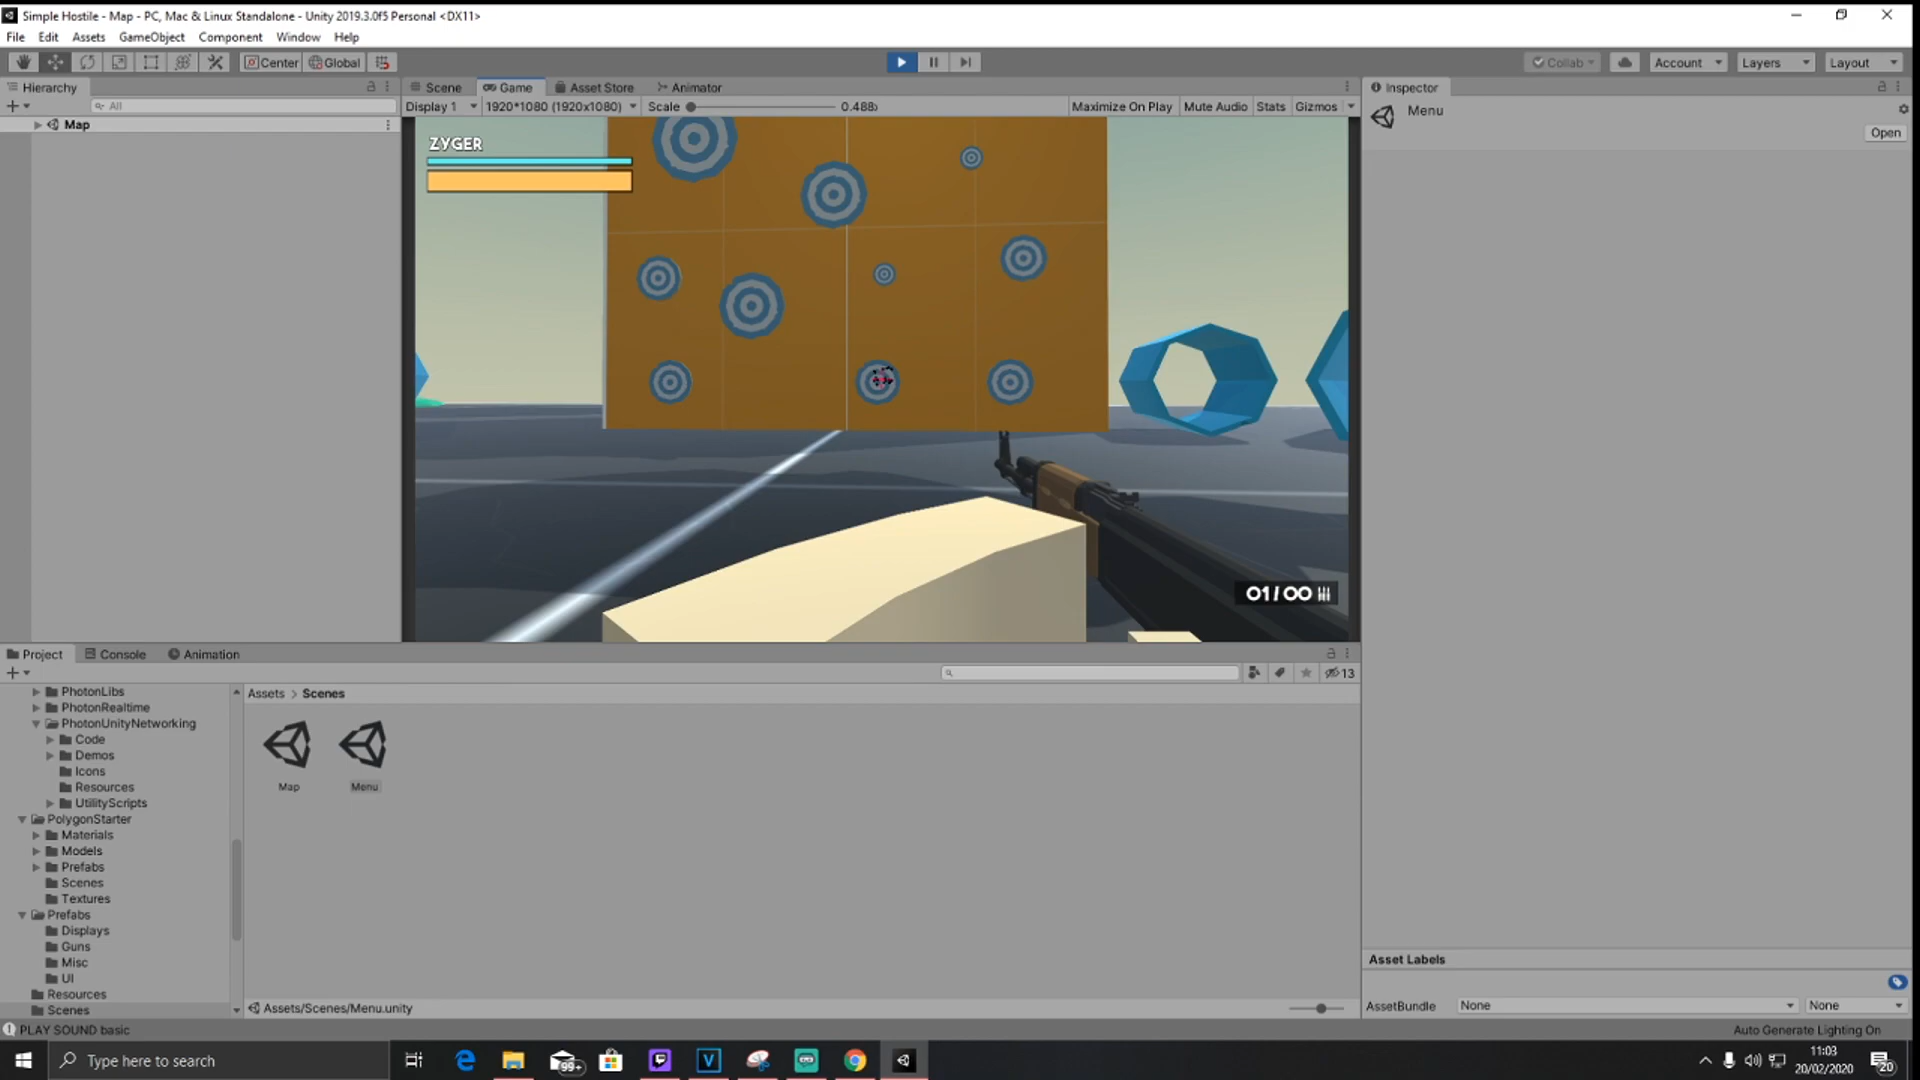 Simple Hostile - Map - PC, Mac & Linux Standalone - Unity 2019.3.0f5 Personal <DX11>
File Edit Assets GameObject Component Window Help
Center Global Collab Account Layers Layout
Hierarchy Scene Game Asset Store Animator Inspector
All Display 1 1920*1080 (1920x1080) Scale 0.488x Maximize On Play Mute Audio Stats Gizmos Menu
Map
Open
ZYGER
01/00
Project Console Animation
13
PhotonLibs
Assets > Scenes
PhotonRealtime
PhotonUnityNetworking
Code
Demos
Icons
Resources
Map Menu
UtilityScripts
PolygonStarter
Materials
Models
Prefabs
Scenes
Textures
Prefabs
Displays
Guns
Misc
Asset Labels
UI
Resources
Scenes
Assets/Scenes/Menu.unity
AssetBundle None None
PLAY SOUND basic
Auto Generate Lighting On
Type here to search
99+
11:03
20/02/2020
20